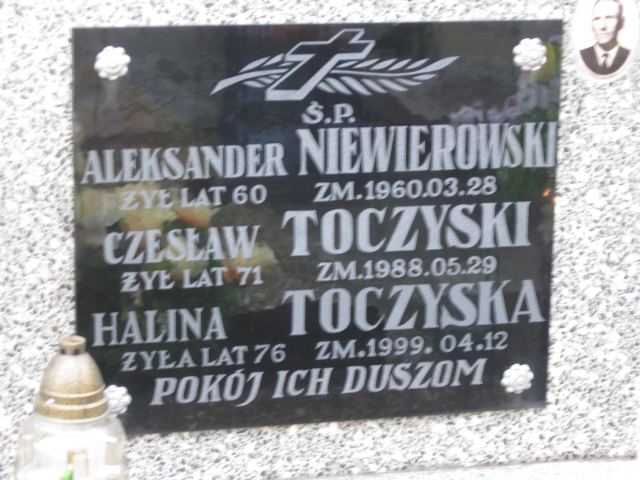 Ś.P.
ALEKSANDER NIEWIEROWSKI
ŻYŁ LAT 60 ZM.1960.03.28
CZESŁAW TOCZYSKI
ŻYŁ LAT 71 ZM.1988.05.29
HALINA TOCZYSKA
ŻYŁA LAT 76 ZM.1999.04.12
POKÓJ ICH DUSZOM